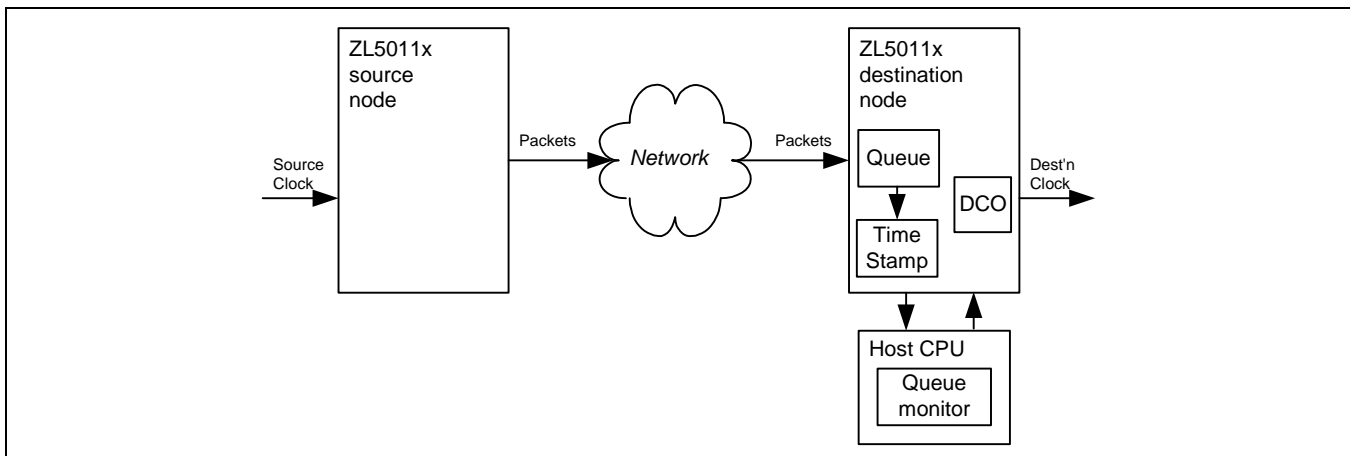 ZL5011x
source
node
Source
Clock
Packets
Network
Packets
ZL5011x
destination
node
Queue
Time
Stamp
DCO
Dest'n
Clock
Host CPU
Queue
monitor